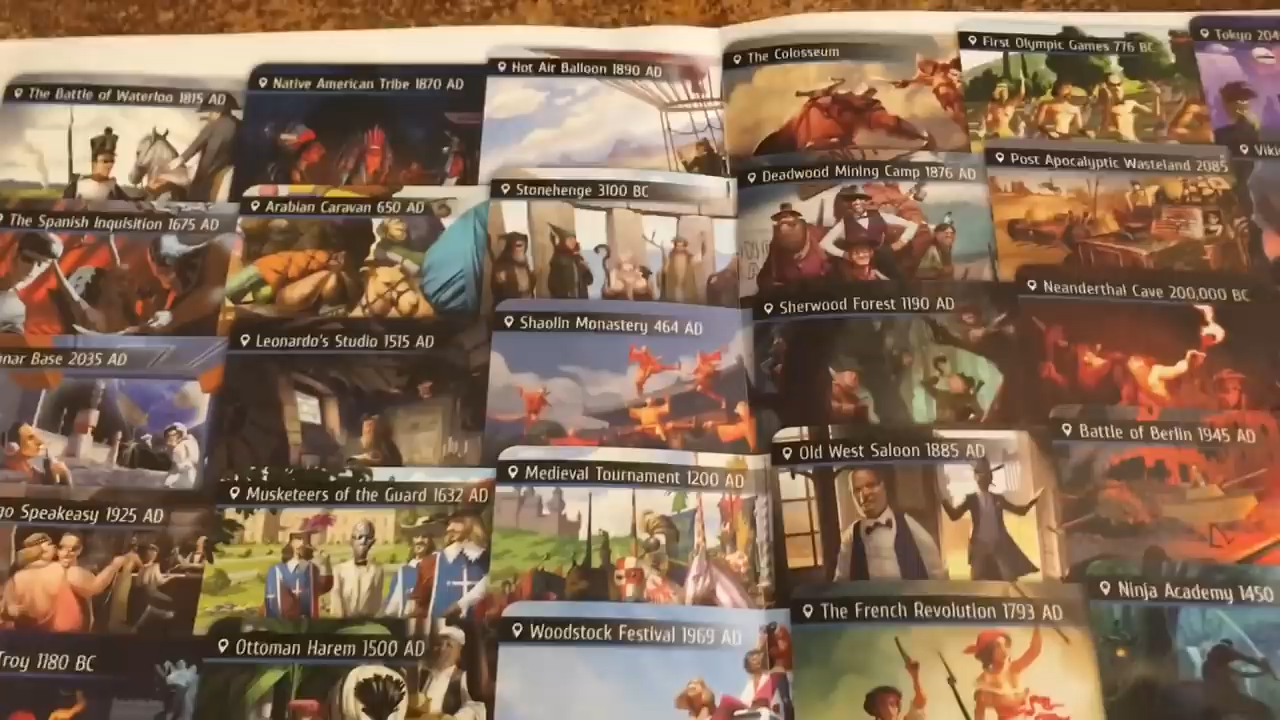 The Battle of Waterloo 1815 AD
Native American Tribe 1870 AD
Hot Air Balloon 1890 AD
The Colosseum
First Olympic Games 776 BC
Tokyo 204
The Spanish Inquisition 1675 AD
Arabian Caravan 650 AD
Stonehenge 3100 BC
Deadwood Mining Camp 1876 AD
Post Apocalyptic Wasteland 2085
Viki
nar Base 2035 AD
Leonardo's Studio 1515 AD
Shaolin Monastery 464 AD
Sherwood Forest 1190 AD
Neanderthal Cave 200,000 BC
go Speakeasy 1925 AD
Musketeers of the Guard 1632 AD
Medieval Tournament 1200 AD
Old West Saloon 1885 AD
Battle of Berlin 1945 AD
Troy 1180 BC
Ottoman Harem 1500 AD
Woodstock Festival 1969 AD
The French Revolution 1793 AD
Ninja Academy 1450